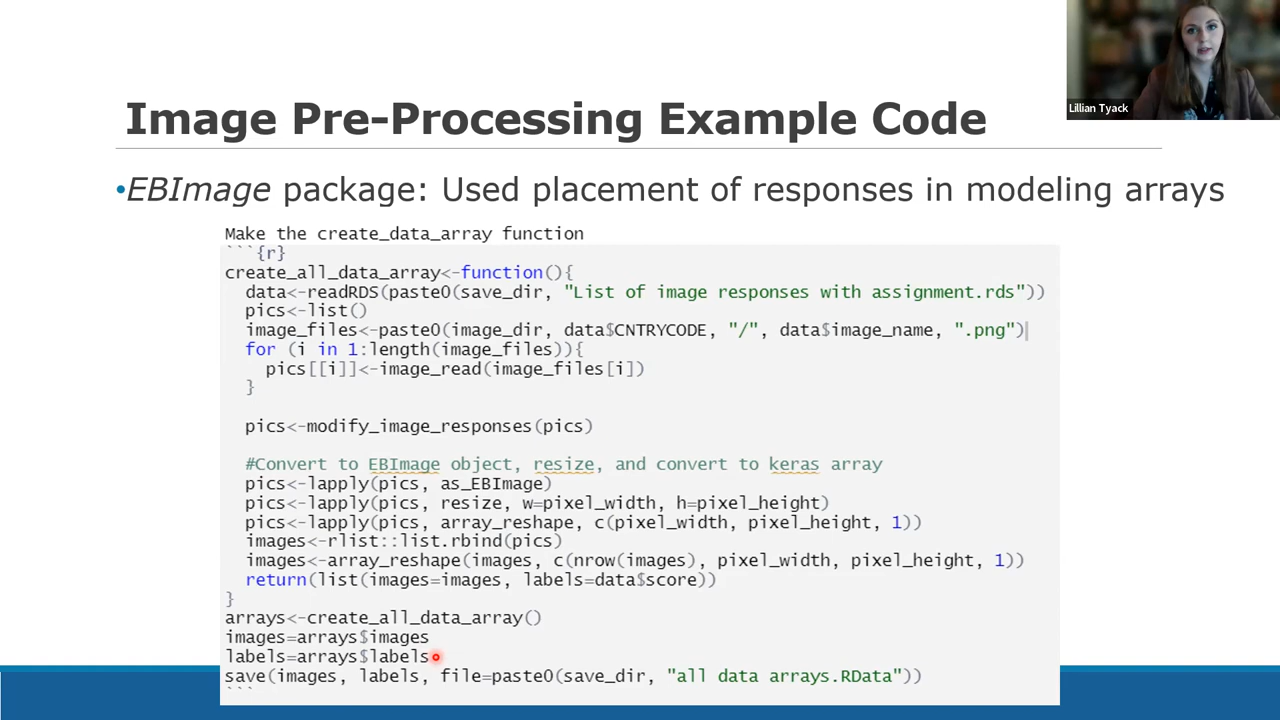 Lillian Tyack
Image Pre-Processing Example Code
•EBImage package: Used placement of responses in modeling arrays
Make the create_data_array function
```{r}
create_all_data_array<-function(){
  data<-readRDS(paste0(save_dir, "List of image responses with assignment.rds"))
  pics<-list()
  image_files<-paste0(image_dir, data$CNTRYCODE, "/", data$image_name, ".png")
  for (i in 1:length(image_files)){
    pics[[i]]<-image_read(image_files[i])
  }
  pics<-modify_image_responses(pics)
  #Convert to EBImage object, resize, and convert to keras array
  pics<-lapply(pics, as_EBImage)
  pics<-lapply(pics, resize, w=pixel_width, h=pixel_height)
  pics<-lapply(pics, array_reshape, c(pixel_width, pixel_height, 1))
  images<-rlist::list.rbind(pics)
  images<-array_reshape(images, c(nrow(images), pixel_width, pixel_height, 1))
  return(list(images=images, labels=data$score))
}
arrays<-create_all_data_array()
images=arrays$images
labels=arrays$labels
save(images, labels, file=paste0(save_dir, "all data arrays.RData"))
```